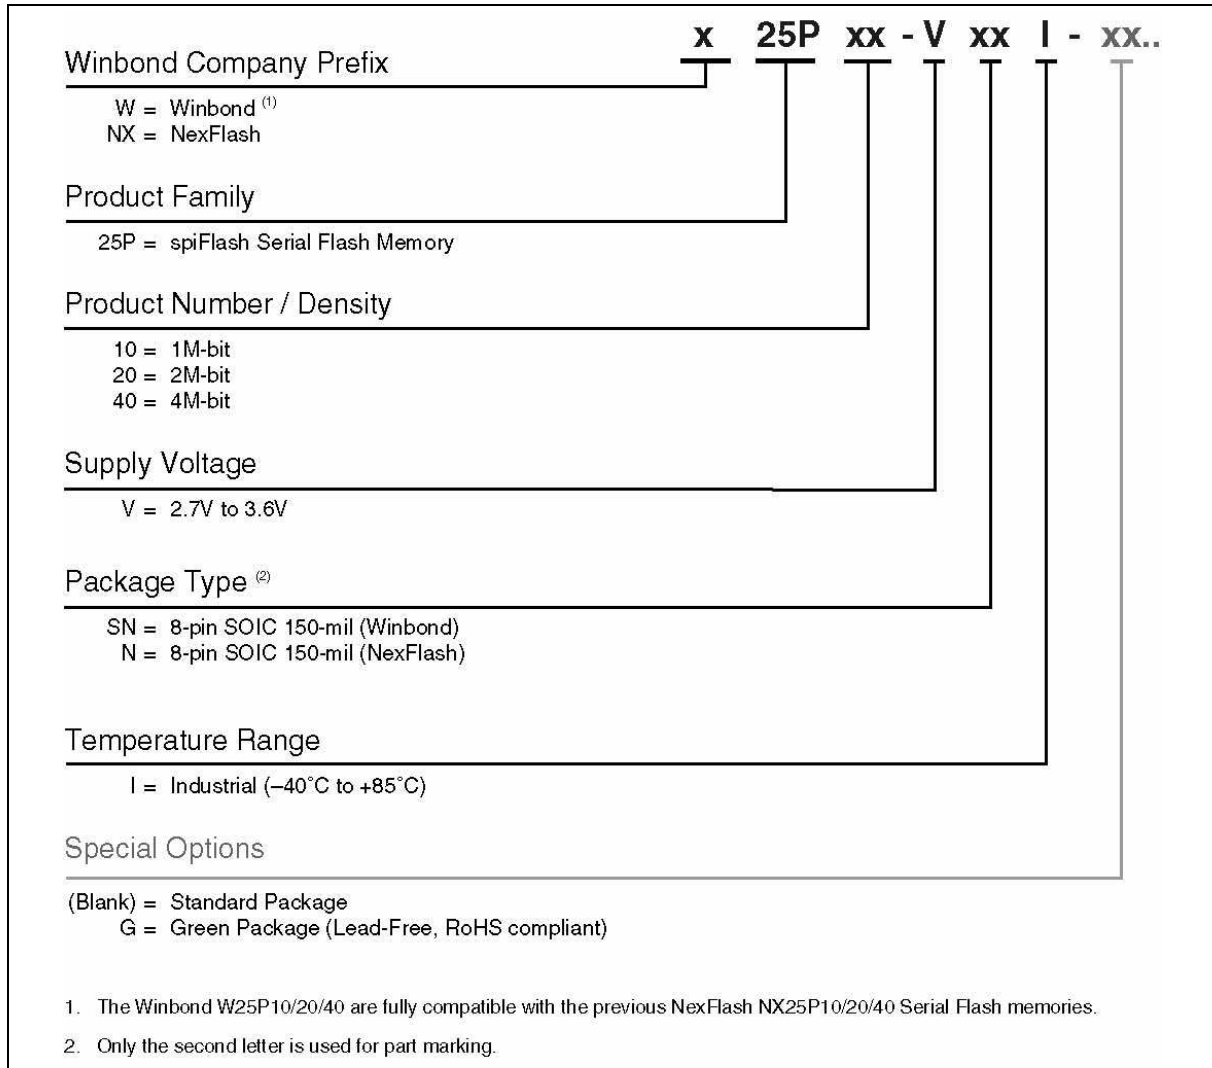 x 25P xx - V xx I - xx..
Winbond Company Prefix
W = Winbond (1)
NX = NexFlash
Product Family
25P = spiFlash Serial Flash Memory
Product Number / Density
10 = 1M-bit
20 = 2M-bit
40 = 4M-bit
Supply Voltage
V = 2.7V to 3.6V
Package Type (2)
SN = 8-pin SOIC 150-mil (Winbond)
N = 8-pin SOIC 150-mil (NexFlash)
Temperature Range
I = Industrial (–40°C to +85°C)
Special Options
(Blank) = Standard Package
G = Green Package (Lead-Free, RoHS compliant)
1. The Winbond W25P10/20/40 are fully compatible with the previous NexFlash NX25P10/20/40 Serial Flash memories.
2. Only the second letter is used for part marking.